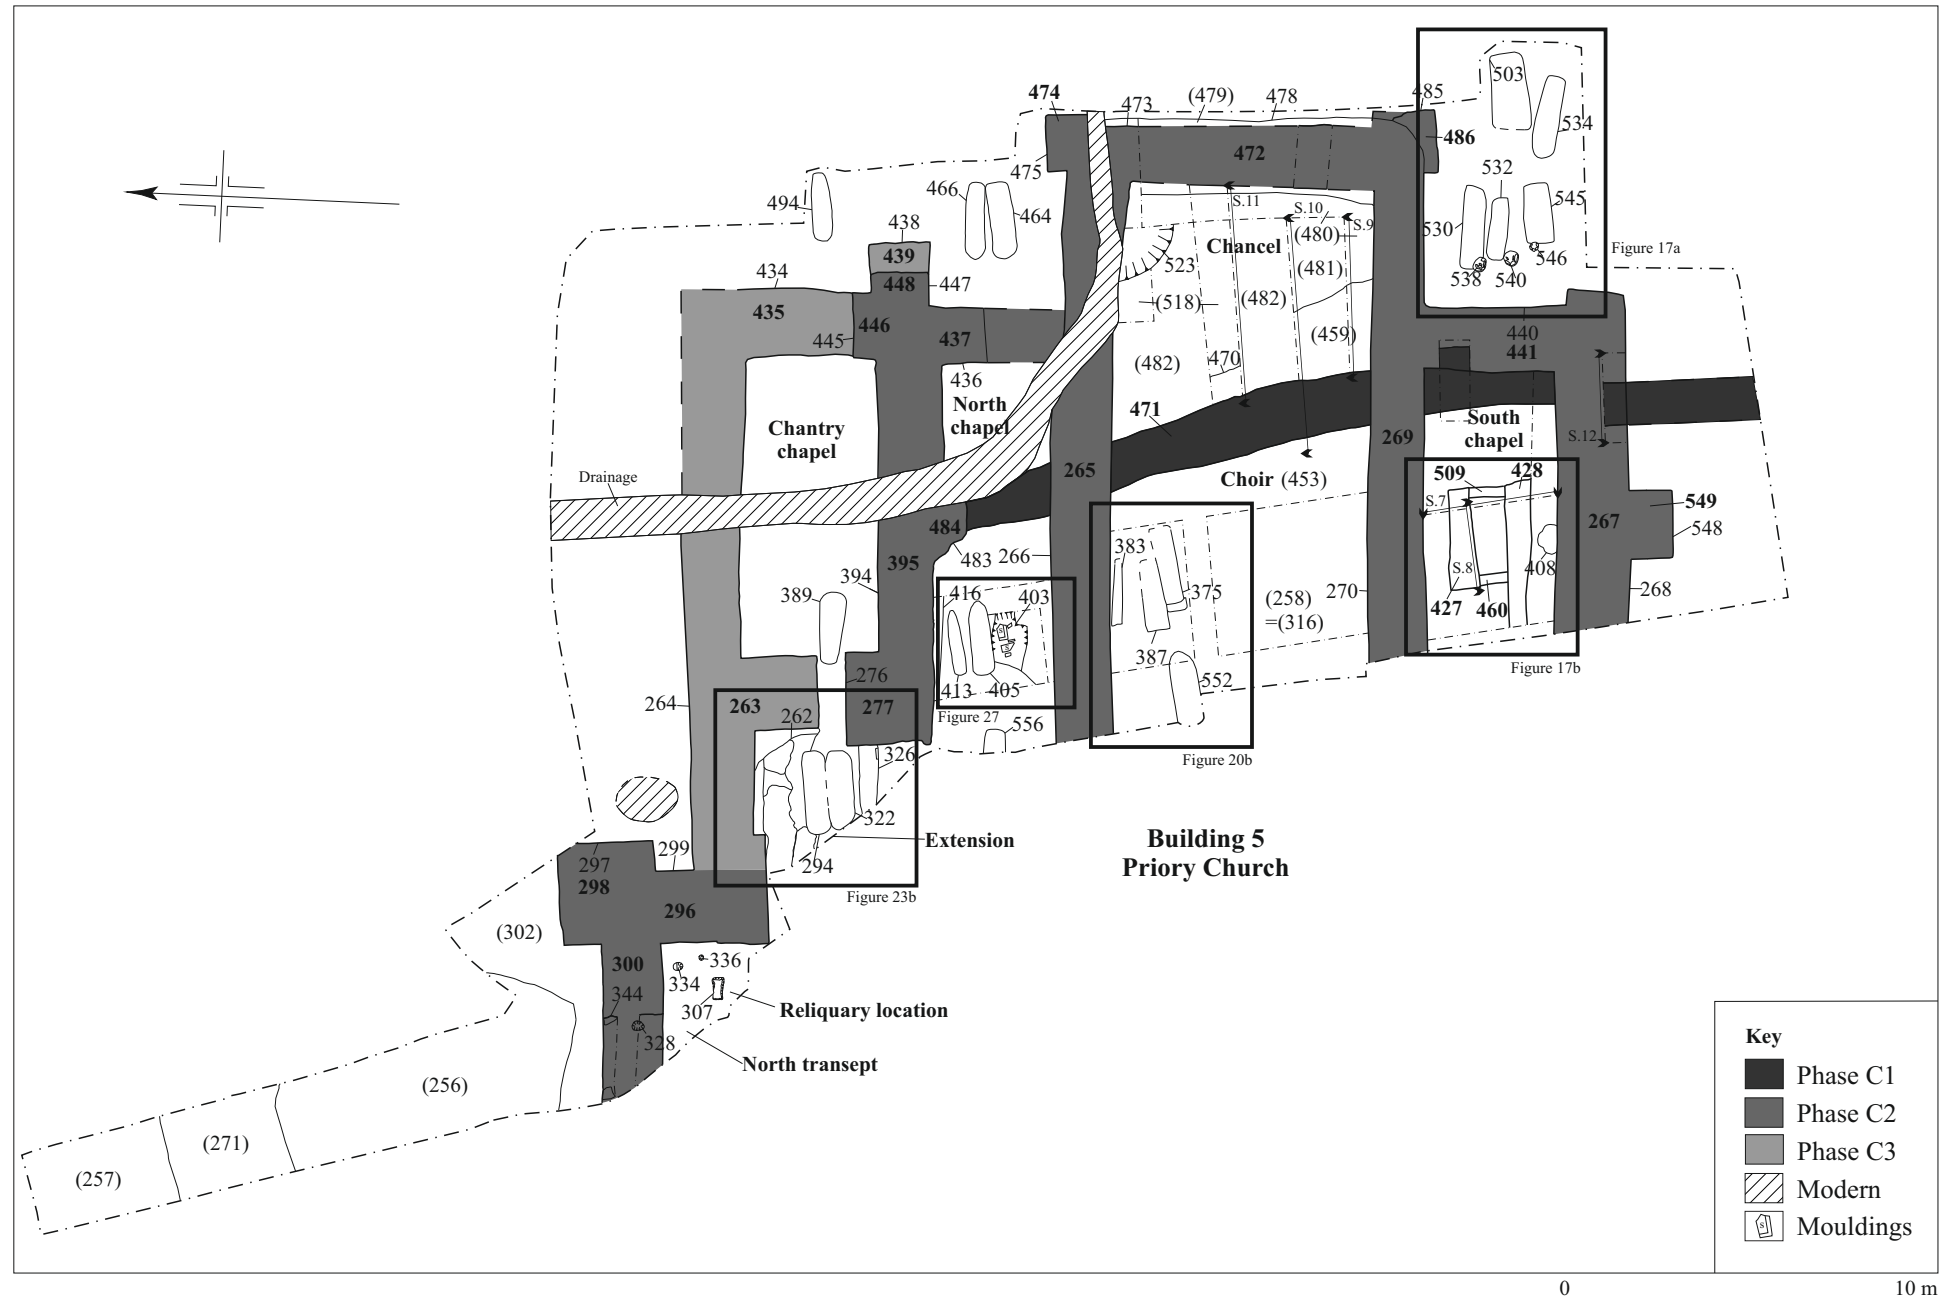 503
485
474
473
(479)
478
534
486
472
475
532
466
494
464
545
S.11
S.10
S.9
530
438
(480)
Chancel
Figure 17a
439
546
523
(481)
434
447
538
540
448
(518)
(482)
435
446
440
(459)
445
437
441
(482)
470
436
North
chapel
471
South
chapel
Chantry
chapel
269
S.12
265
Drainage
Choir (453)
509
428
S.7
549
484
267
548
383
483
266
395
408
S.8
394
375
270
268
389
416
403
(258)
=(316)
427
460
387
Figure 17b
276
552
413
405
264
263
277
262
Figure 27
556
326
Figure 20b
322
Extension
Building 5
Priory Church
299
297
294
298
Figure 23b
296
(302)
336
300
334
344
307
Reliquary location
328
North transept
(256)
(271)
(257)
Key
Phase C1
Phase C2
Phase C3
Modern
S
Mouldings
0
10 m